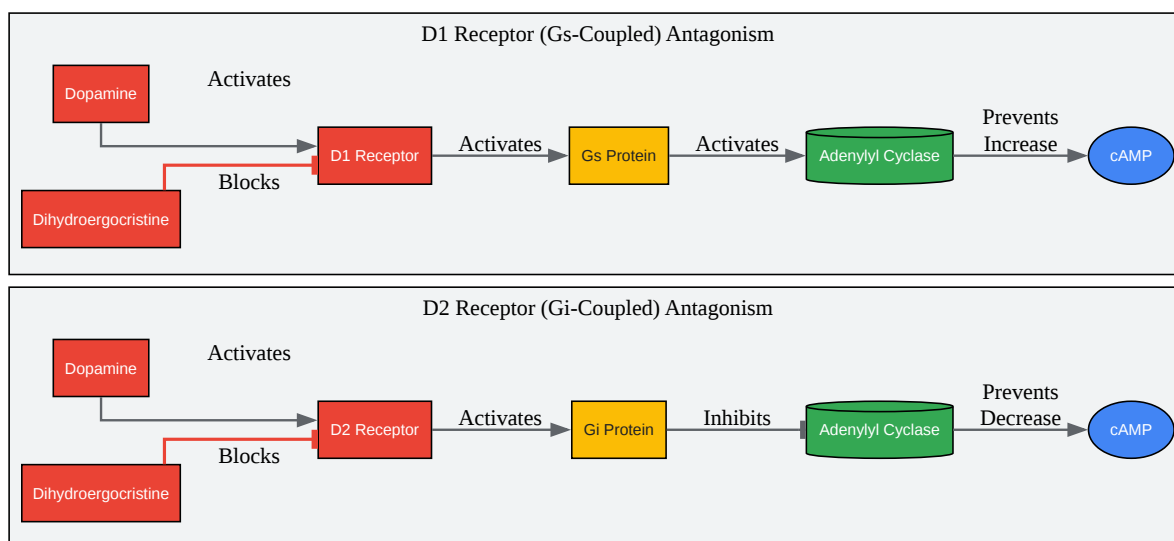 D1 Receptor (Gs-Coupled) Antagonism
Dopamine
Activates
D1 Receptor
Activates
Gs Protein
Activates
Adenylyl Cyclase
Prevents
Increase
cAMP
Blocks
Dihydroergocristine
D2 Receptor (Gi-Coupled) Antagonism
Dopamine
Activates
D2 Receptor
Activates
Gi Protein
Inhibits
Adenylyl Cyclase
Prevents
Decrease
cAMP
Blocks
Dihydroergocristine